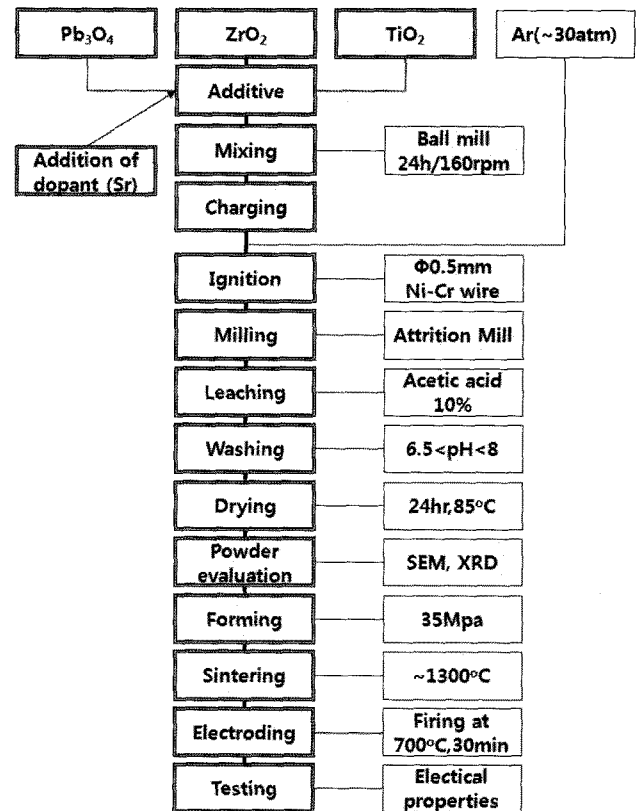 Pb₃O₄
ZrO₂
TiO₂
Ar(~30atm)
Additive
Addition of
dopant (Sr)
Mixing
Ball mill
24h/160rpm
Charging
Ignition
Φ0.5mm
Ni-Cr wire
Milling
Attrition Mill
Leaching
Acetic acid
10%
Washing
6.5<pH<8
Drying
24hr,85°C
Powder
evaluation
SEM, XRD
Forming
35Mpa
Sintering
~1300°C
Electroding
Firing at
700°C,30min
Testing
Electical
properties